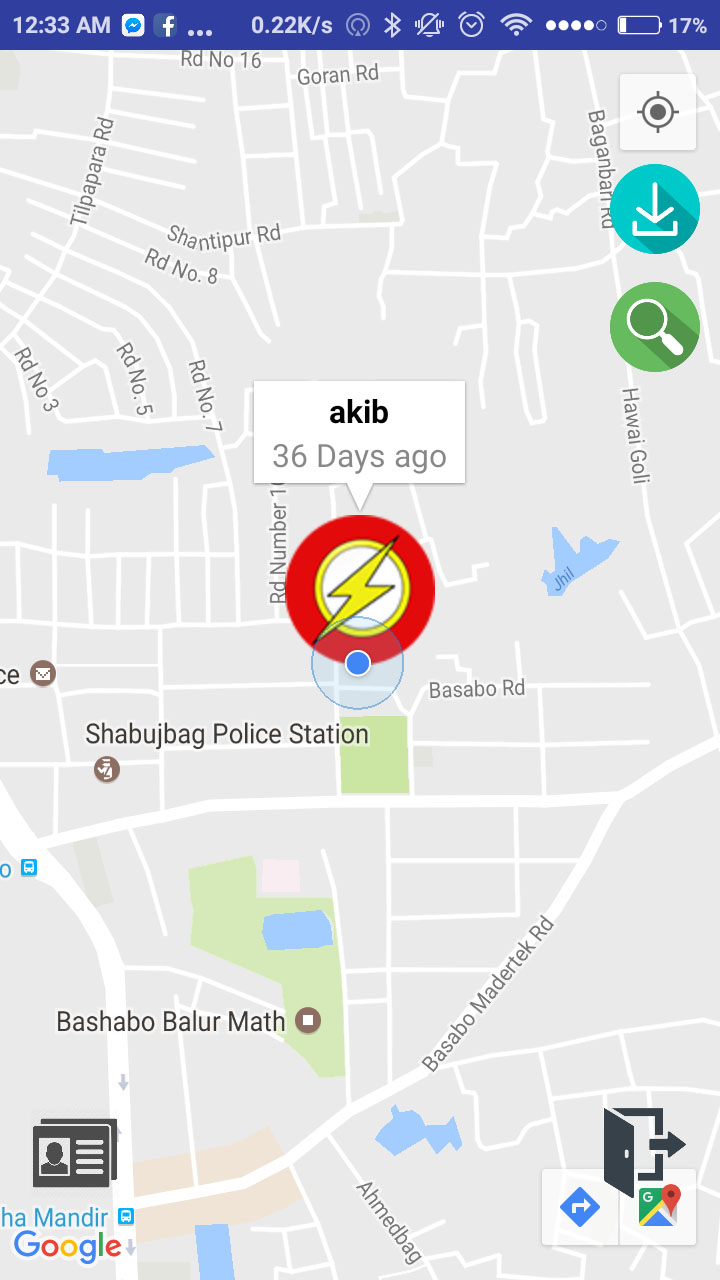 12:33 AM ... 0.22K/s 17%
Rd No 16
Goran Rd
Tilpapara Rd
Baganbari Rd
Shantipur Rd
Rd No. 8
Rd No 3
Rd No. 5
Rd No. 7
Hawai Goli
akib
36 Days ago
Rd Number 1
Jhil
ce
Basabo Rd
Shabujbag Police Station
o
Basabo Madertek Rd
Bashabo Balur Math
Ahmedbag
ha Mandir
Google
G